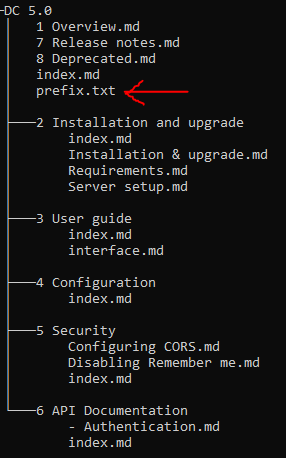 DC 5.0
1 Overview.md
7 Release notes.md
8 Deprecated.md
index.md
prefix.txt
2 Installation and upgrade
index.md
Installation & upgrade.md
Requirements.md
Server setup.md
3 User guide
index.md
interface.md
4 Configuration
index.md
5 Security
Configuring CORS.md
Disabling Remember me.md
index.md
6 API Documentation
- Authentication.md
index.md